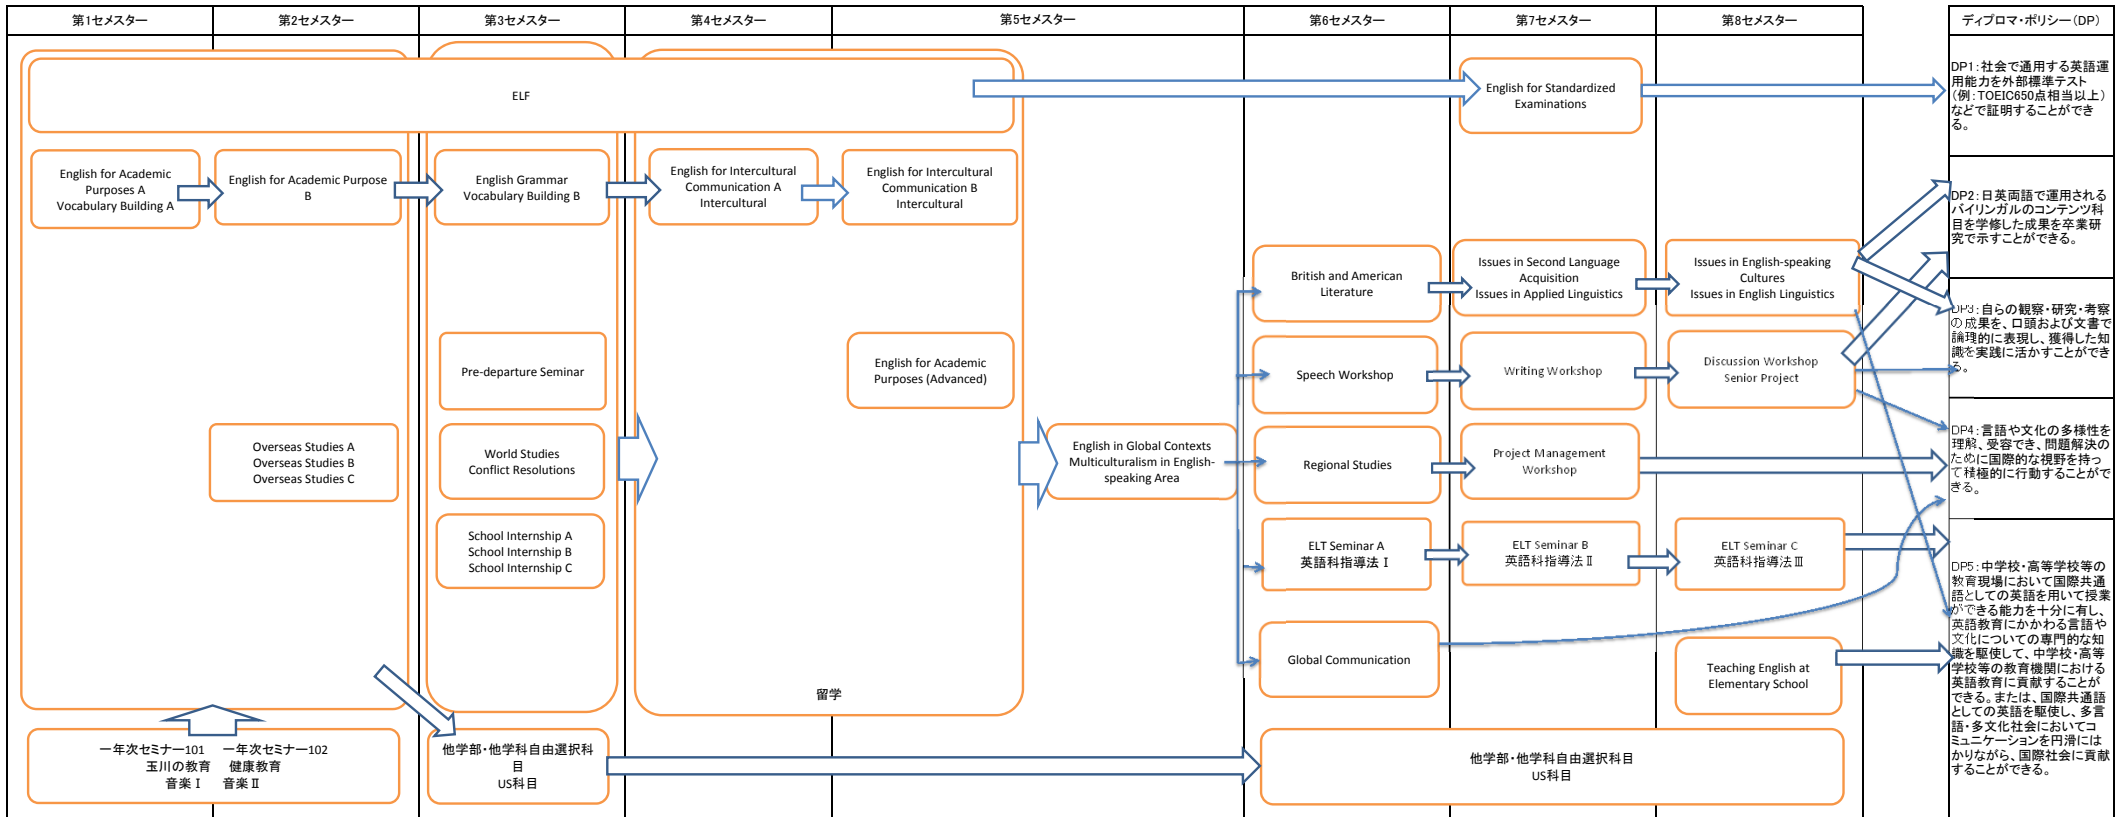 第1セメスター
第2セメスター
第3セメスター
第4セメスター
第5セメスター
第6セメスター
第7セメスター
第8セメスター
ディプロマ・ポリシー(DP)
ELF
English for Standardized
Examinations
English for Academic
Purposes A
Vocabulary Building A
English for Academic Purpose
B
English Grammar
Vocabulary Building B
English for Intercultural
Communication A
Intercultural
English for Intercultural
Communication B
Intercultural
British and American
Literature
Issues in Second Language
Acquisition
Issues in Applied Linguistics
Issues in English-speaking
Cultures
Issues in English Linguistics
Pre-departure Seminar
English for Academic
Purposes (Advanced)
Speech Workshop
Writing Workshop
Discussion Workshop
Senior Project
Overseas Studies A
Overseas Studies B
Overseas Studies C
World Studies
Conflict Resolutions
English in Global Contexts
Multiculturalism in English-
speaking Area
Regional Studies
Project Management
Workshop
School Internship A
School Internship B
School Internship C
ELT Seminar A
英語科指導法Ⅰ
ELT Seminar B
英語科指導法Ⅱ
ELT Seminar C
英語科指導法Ⅲ
Global Communication
Teaching English at
Elementary School
留学
一年次セミナー101 一年次セミナー102
玉川の教育 健康教育
音楽Ⅰ 音楽Ⅱ
他学部・他学科自由選択科
目
US科目
他学部・他学科自由選択科目
US科目
DP1:社会で通用する英語運
用能力を外部標準テスト
(例:TOEIC650点相当以上)
などで証明することができ
る。
DP2:日英両語で運用される
バイリンガルのコンテンツ科
目を学修した成果を卒業研
究で示すことができる。
DP3:自らの観察・研究・考察
の成果を、口頭および文書で
論理的に表現し、獲得した知
識を実践に活かすことができ
る。
DP4:言語や文化の多様性を
理解、受容でき、問題解決の
ために国際的な視野を持っ
て積極的に行動することがで
きる。
DP5:中学校・高等学校等の
教育現場において国際共通
語としての英語を用いて授業
ができる能力を十分に有し、
英語教育にかかわる言語や
文化についての専門的な知
識を駆使して、中学校・高等
学校等の教育機関における
英語教育に貢献することが
できる。または、国際共通語
としての英語を駆使し、多言
語・多文化社会においてコ
ミュニケーションを円滑には
かりながら、国際社会に貢献
することができる。